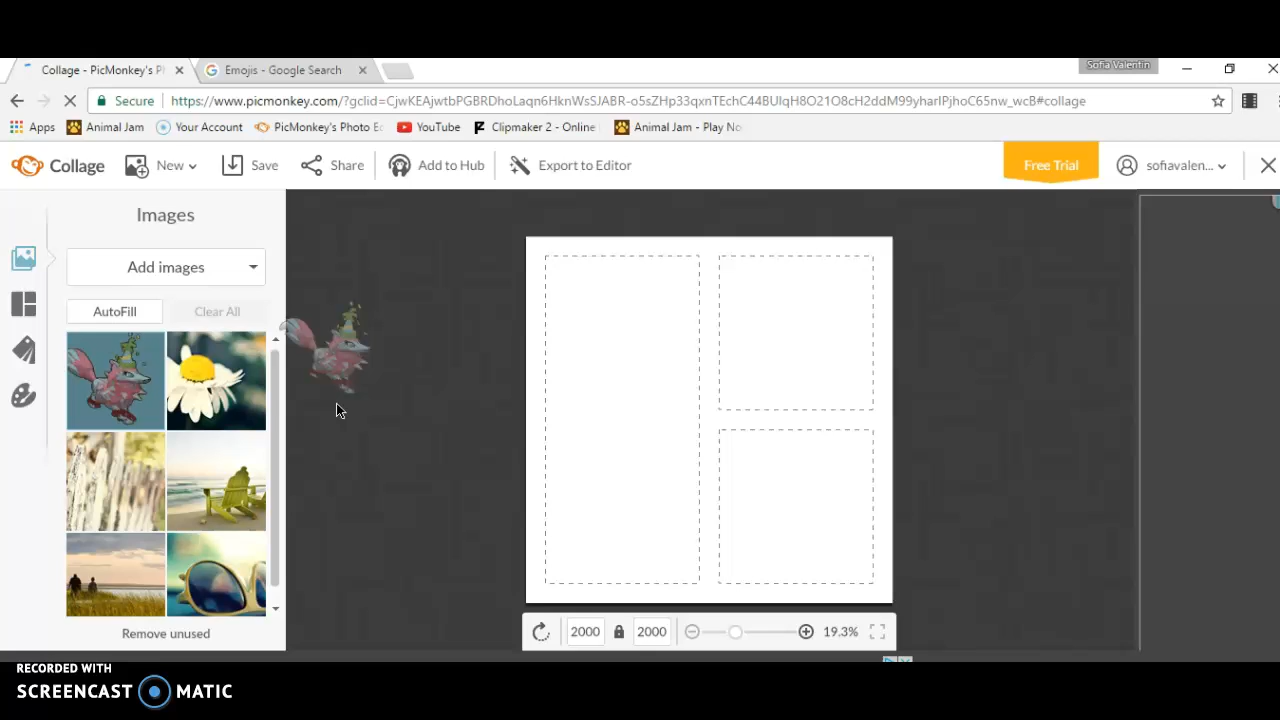 Sofia Valentin
Collage - PicMonkey's P
Emojis - Google Search
Secure
https://www.picmonkey.com/?gclid=CjwKEAjwtbPGBRDhoLaqn6HknWsSJABR-o5sZHp33qxnTEchC44BUlqH8O21O8cH2ddM99yharIPjhoC65nw_wcB#collage
Apps
Animal Jam
Your Account
PicMonkey's Photo E
YouTube
Clipmaker 2 - Online
Animal Jam - Play No
Collage
New
Save
Share
Add to Hub
Export to Editor
Free Trial
sofiavalen...
Images
Add images
AutoFill
Clear All
Remove unused
2000
2000
19.3%
RECORDED WITH
SCREENCAST MATIC